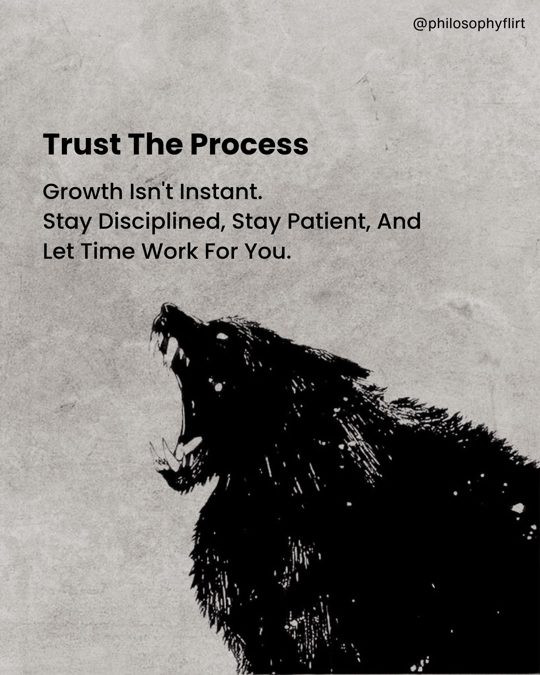 @philosophyflirt
Trust The Process
Growth Isn't Instant.
Stay Disciplined, Stay Patient, And
Let Time Work For You.